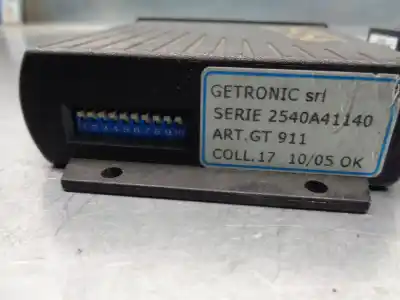 GETRONIC srl
SERIE 2540A41140
ART.GT 911
COLL.17 10/05 OK